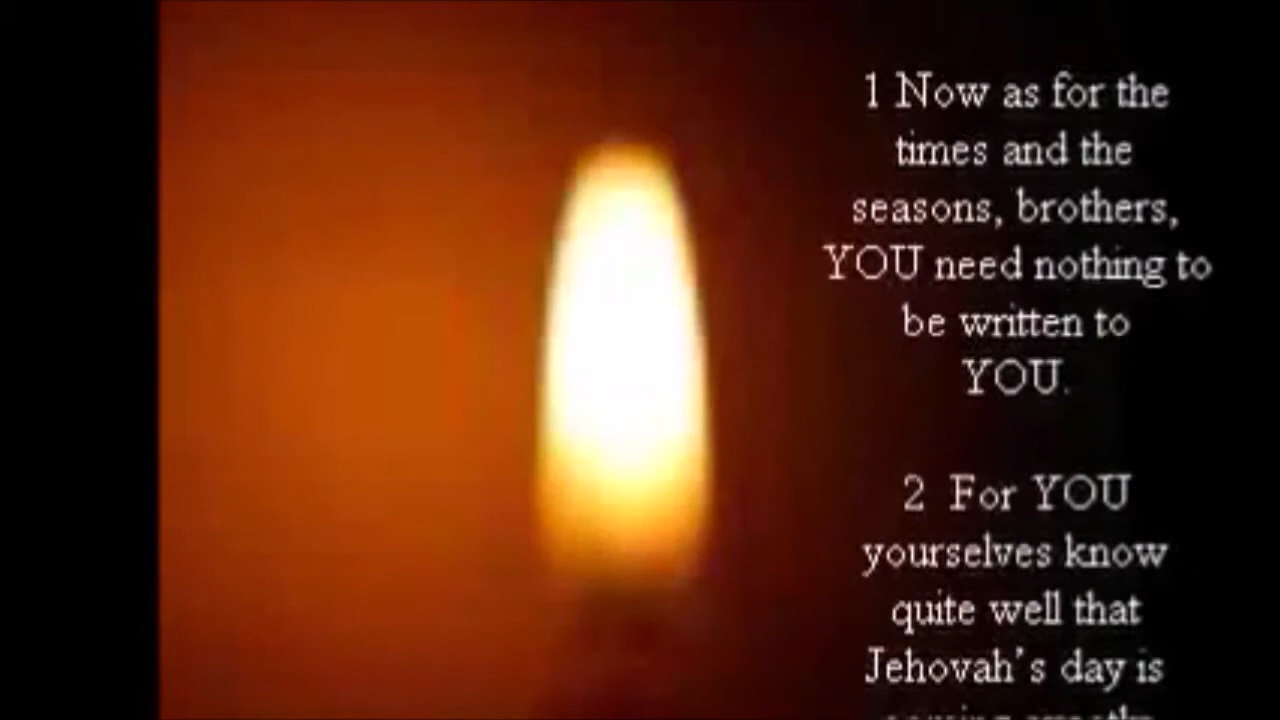 1 Now as for the
times and the
seasons, brothers,
YOU need nothing to
be written to
YOU.
2 For YOU
yourselves know
quite well that
Jehovah's day is